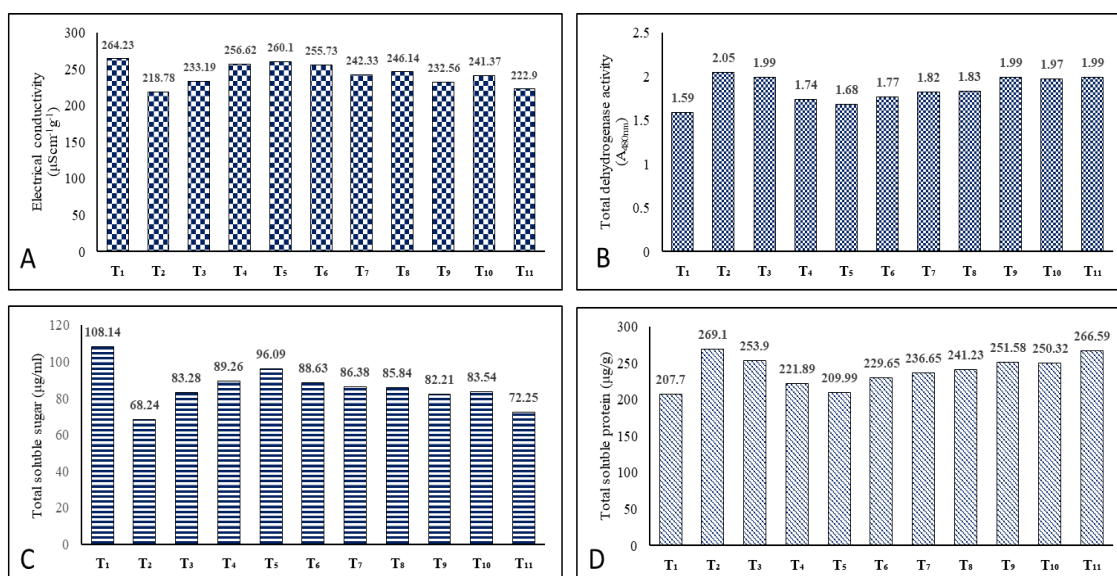 300
250
200
150
100
50
0
Electrical conductivity
(µScm⁻¹g⁻¹)
264.23 218.78 233.19 256.62 260.1 255.73 242.33 246.14 232.56 241.37 222.9
T1 T2 T3 T4 T5 T6 T7 T8 T9 T10 T11
A
2.5
2
1.5
1
0.5
0
Total dehydrogenase activity
(A480nm)
1.59 2.05 1.99 1.74 1.68 1.77 1.82 1.83 1.99 1.97 1.99
T1 T2 T3 T4 T5 T6 T7 T8 T9 T10 T11
B
120
100
80
60
40
20
0
Total soluble sugar (µg/ml)
108.14 68.24 83.28 89.26 96.09 88.63 86.38 85.84 82.21 83.54 72.25
T1 T2 T3 T4 T5 T6 T7 T8 T9 T10 T11
C
300
250
200
150
100
50
0
Total soluble protein (µg/g)
207.7 269.1 253.9 221.89 209.99 229.65 236.65 241.23 251.58 250.32 266.59
T1 T2 T3 T4 T5 T6 T7 T8 T9 T10 T11
D